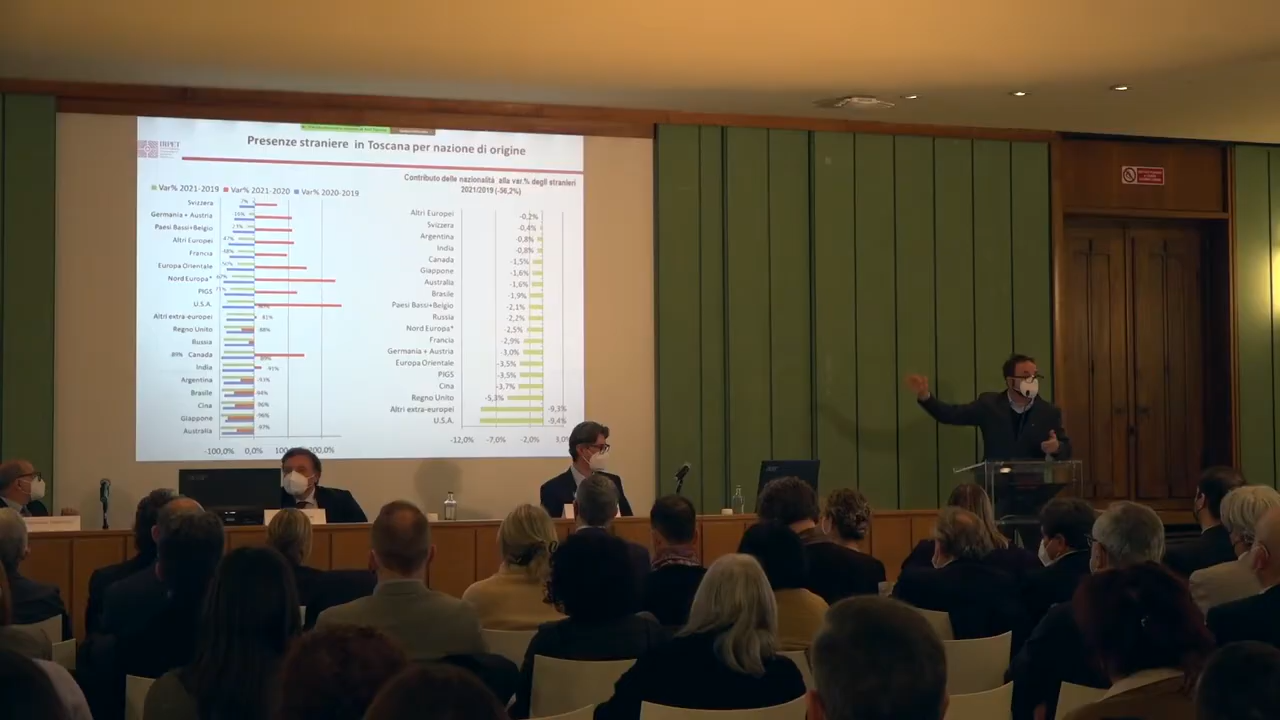 IRPET
Presenze straniere in Toscana per nazione di origine
Var% 2021-2019 Var% 2021-2020 Var% 2020-2019
Svizzera
Germania + Austria
Paesi Bassi+Belgio
Altri Europei
Francia
Europa Orientale
Nord Europa*
PIGS
U.S.A.
Altri extra-europei
Regno Unito
Russia
Canada
India
Argentina
Brasile
Cina
Giappone
Australia
-100,0% 0,0% 100,0% 200,0%
Contributo delle nazionalità alla var.% degli stranieri
2021/2019 (-56,2%)
Altri Europei -0,2%
Svizzera -0,4%
Argentina -0,8%
India -0,8%
Canada -1,5%
Giappone -1,6%
Australia -1,6%
Brasile -1,9%
Paesi Bassi+Belgio -2,1%
Russia -2,2%
Nord Europa* -2,5%
Francia -2,9%
Germania + Austria -3,0%
Europa Orientale -3,5%
PIGS -3,5%
Cina -3,7%
Regno Unito -5,3%
Altri extra-europei -9,3%
U.S.A. -9,4%
-12,0% -7,0% -2,0% 3,0%